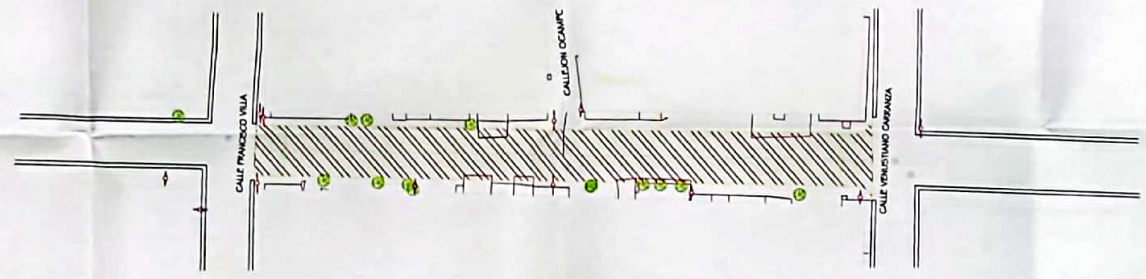 CALLE FRANCISCO VILLA
CALLEJON OCAMPO
CALLE VENUSTIANO CARRANZA